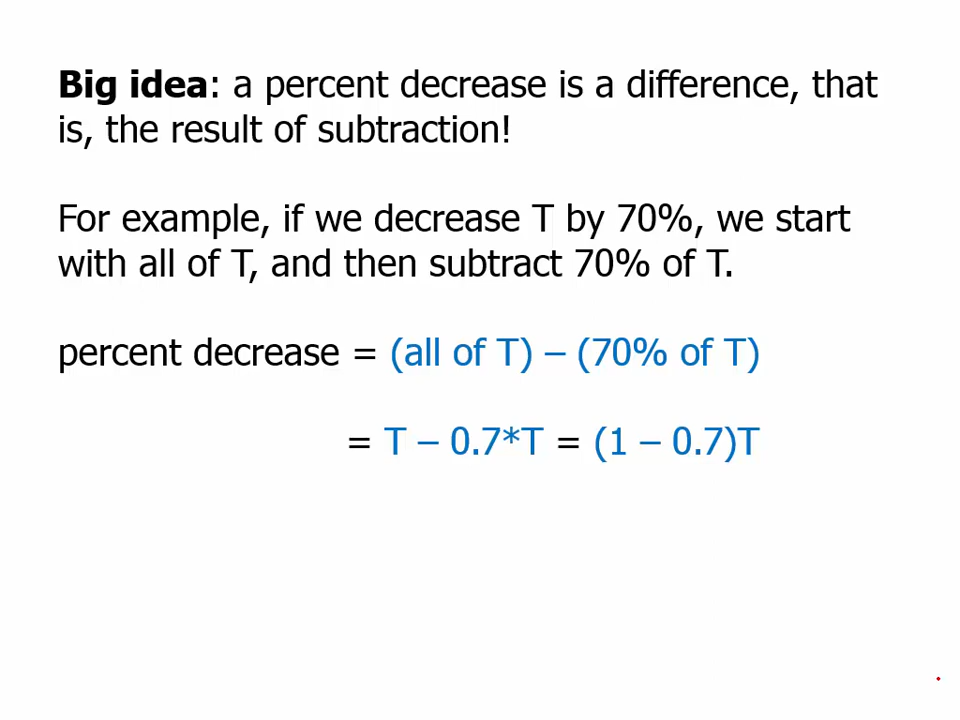 Big idea: a percent decrease is a difference, that
is, the result of subtraction!
For example, if we decrease T by 70%, we start
with all of T, and then subtract 70% of T.
percent decrease = (all of T) – (70% of T)
= T – 0.7*T = (1 – 0.7)T